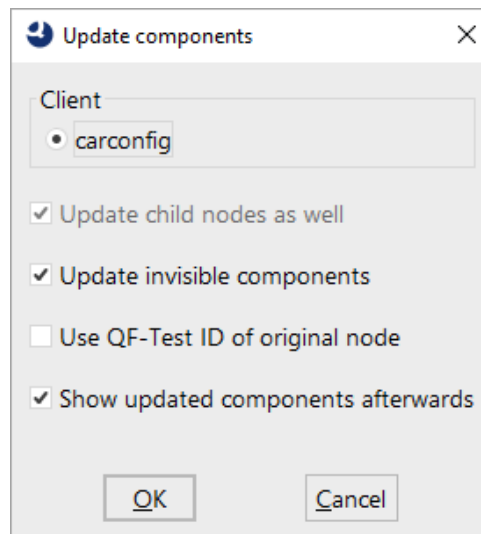 Update components
Client
carconfig
Update child nodes as well
Update invisible components
Use QF-Test ID of original node
Show updated components afterwards
OK
Cancel